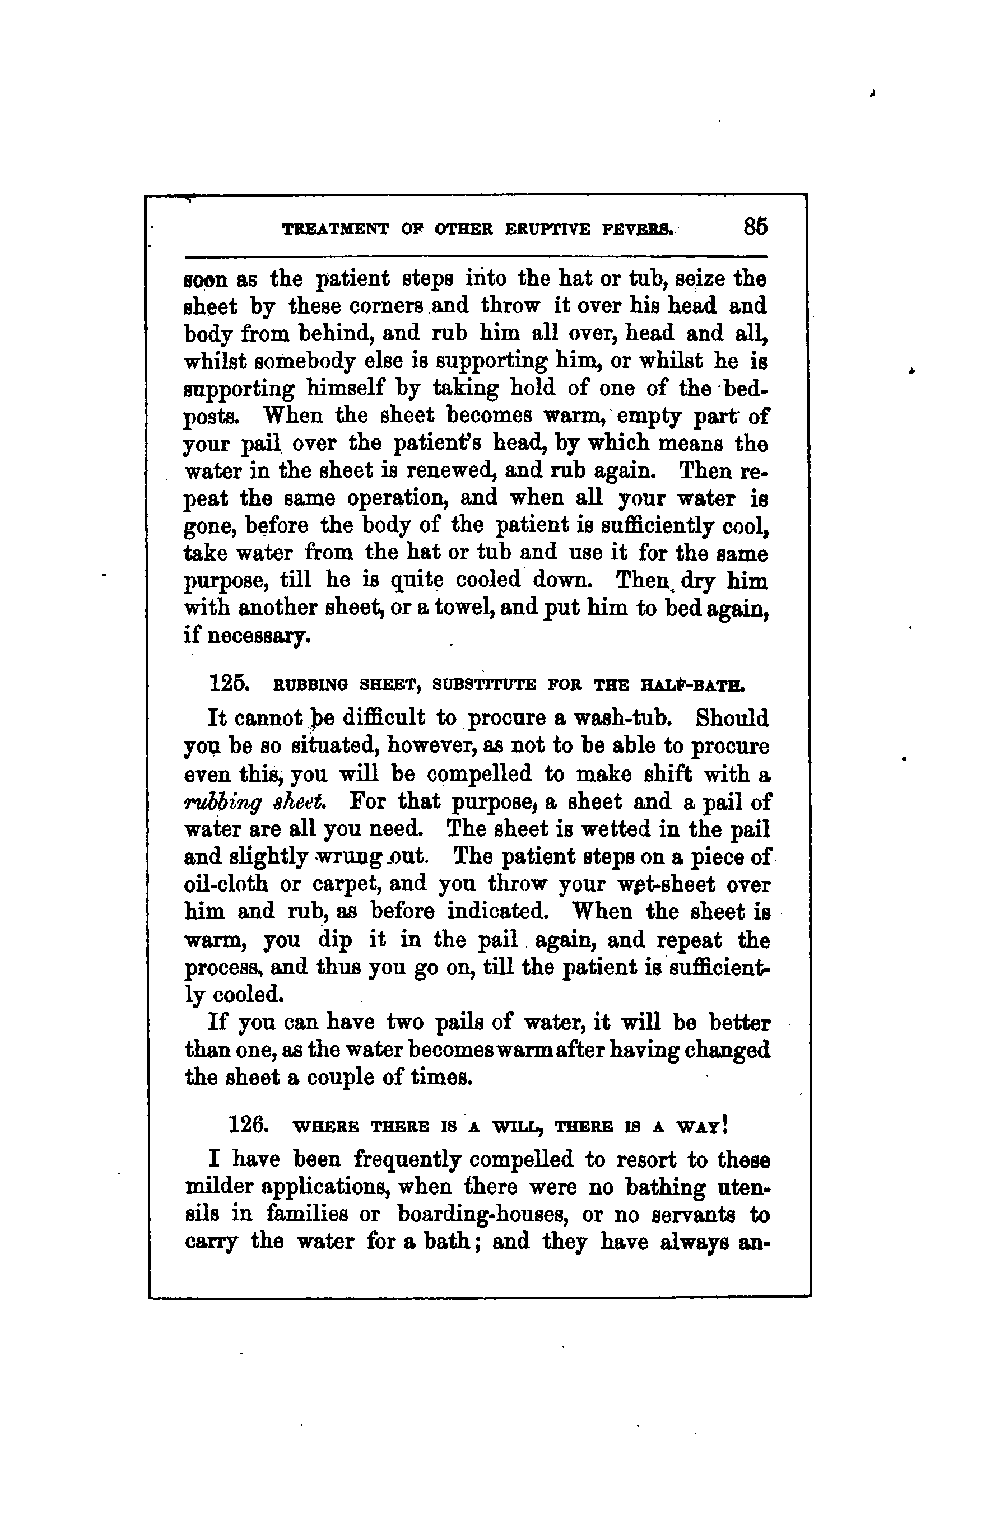 TREATMENT OF OTHER ERUPTIVE FEVERS. 85
soon as the patient steps into the hat or tub, seize the
sheet by these corners and throw it over his head and
body from behind, and rub him all over, head and all,
whilst somebody else is supporting him, or whilst he is
supporting himself by taking hold of one of the bed-
posts. When the sheet becomes warm, empty part of
your pail over the patient's head, by which means the
water in the sheet is renewed, and rub again. Then re-
peat the same operation, and when all your water is
gone, before the body of the patient is sufficiently cool,
take water from the hat or tub and use it for the same
purpose, till he is quite cooled down. Then dry him
with another sheet, or a towel, and put him to bed again,
if necessary.
125. RUBBING SHEET, SUBSTITUTE FOR THE HALF-BATH.
It cannot be difficult to procure a wash-tub. Should
you be so situated, however, as not to be able to procure
even this, you will be compelled to make shift with a
rubbing sheet. For that purpose, a sheet and a pail of
water are all you need. The sheet is wetted in the pail
and slightly wrung out. The patient steps on a piece of
oil-cloth or carpet, and you throw your wet-sheet over
him and rub, as before indicated. When the sheet is
warm, you dip it in the pail again, and repeat the
process, and thus you go on, till the patient is sufficient-
ly cooled.
If you can have two pails of water, it will be better
than one, as the water becomes warm after having changed
the sheet a couple of times.
126. WHERE THERE IS A WILL, THERE IS A WAY!
I have been frequently compelled to resort to these
milder applications, when there were no bathing uten-
sils in families or boarding-houses, or no servants to
carry the water for a bath; and they have always an-